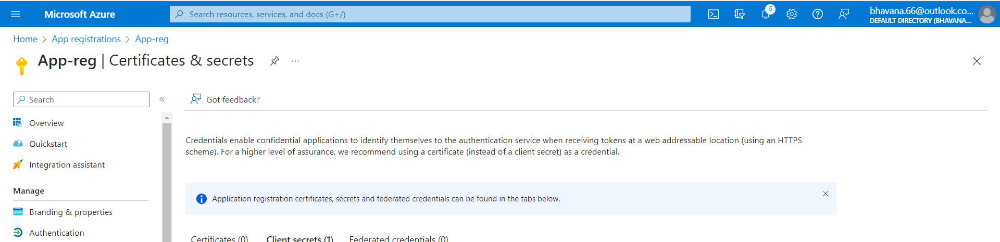 Microsoft Azure
Search resources, services, and docs (G+/)
6
bhavana.66@outlook.co...
DEFAULT DIRECTORY (BHAVANA...
Home > App registrations > App-reg
App-reg | Certificates & secrets
Search
Got feedback?
Overview
Quickstart
Integration assistant
Manage
Branding & properties
Authentication
Credentials enable confidential applications to identify themselves to the authentication service when receiving tokens at a web addressable location (using an HTTPS
scheme). For a higher level of assurance, we recommend using a certificate (instead of a client secret) as a credential.
Application registration certificates, secrets and federated credentials can be found in the tabs below.
Certificates (0) Client secrets (1) Federated credentials (0)